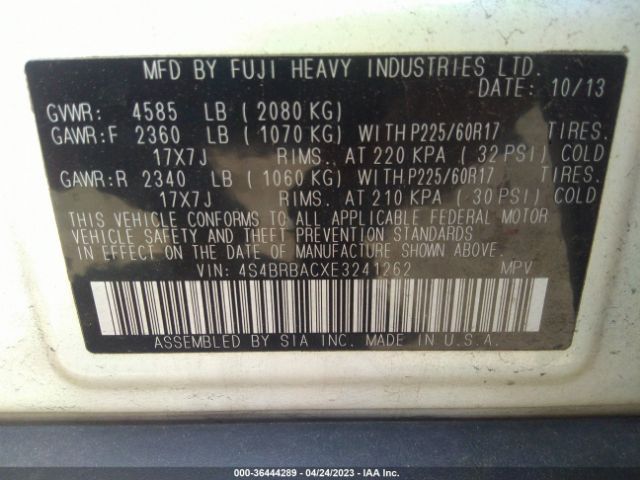 MFD BY FUJI HEAVY INDUSTRIES LTD.
DATE: 10/13
GVWR: 4585 LB ( 2080 KG)
GAWR:F 2360 LB ( 1070 KG) WITH P225/60R17 TIRES.
17X7J RIMS. AT 220 KPA ( 32 PSI) COLD
GAWR:R 2340 LB ( 1060 KG) WITH P225/60R17 TIRES.
17X7J RIMS. AT 210 KPA ( 30 PSI) COLD
THIS VEHICLE CONFORMS TO ALL APPLICABLE FEDERAL MOTOR
VEHICLE SAFETY AND THEFT PREVENTION STANDARDS
IN EFFECT ON THE DATE OF MANUFACTURE SHOWN ABOVE.
VIN: 4S4BRBACXE3241262 MPV
ASSEMBLED BY SIA INC. MADE IN U.S.A.
000-36444289 - 04/24/2023 - IAA Inc.